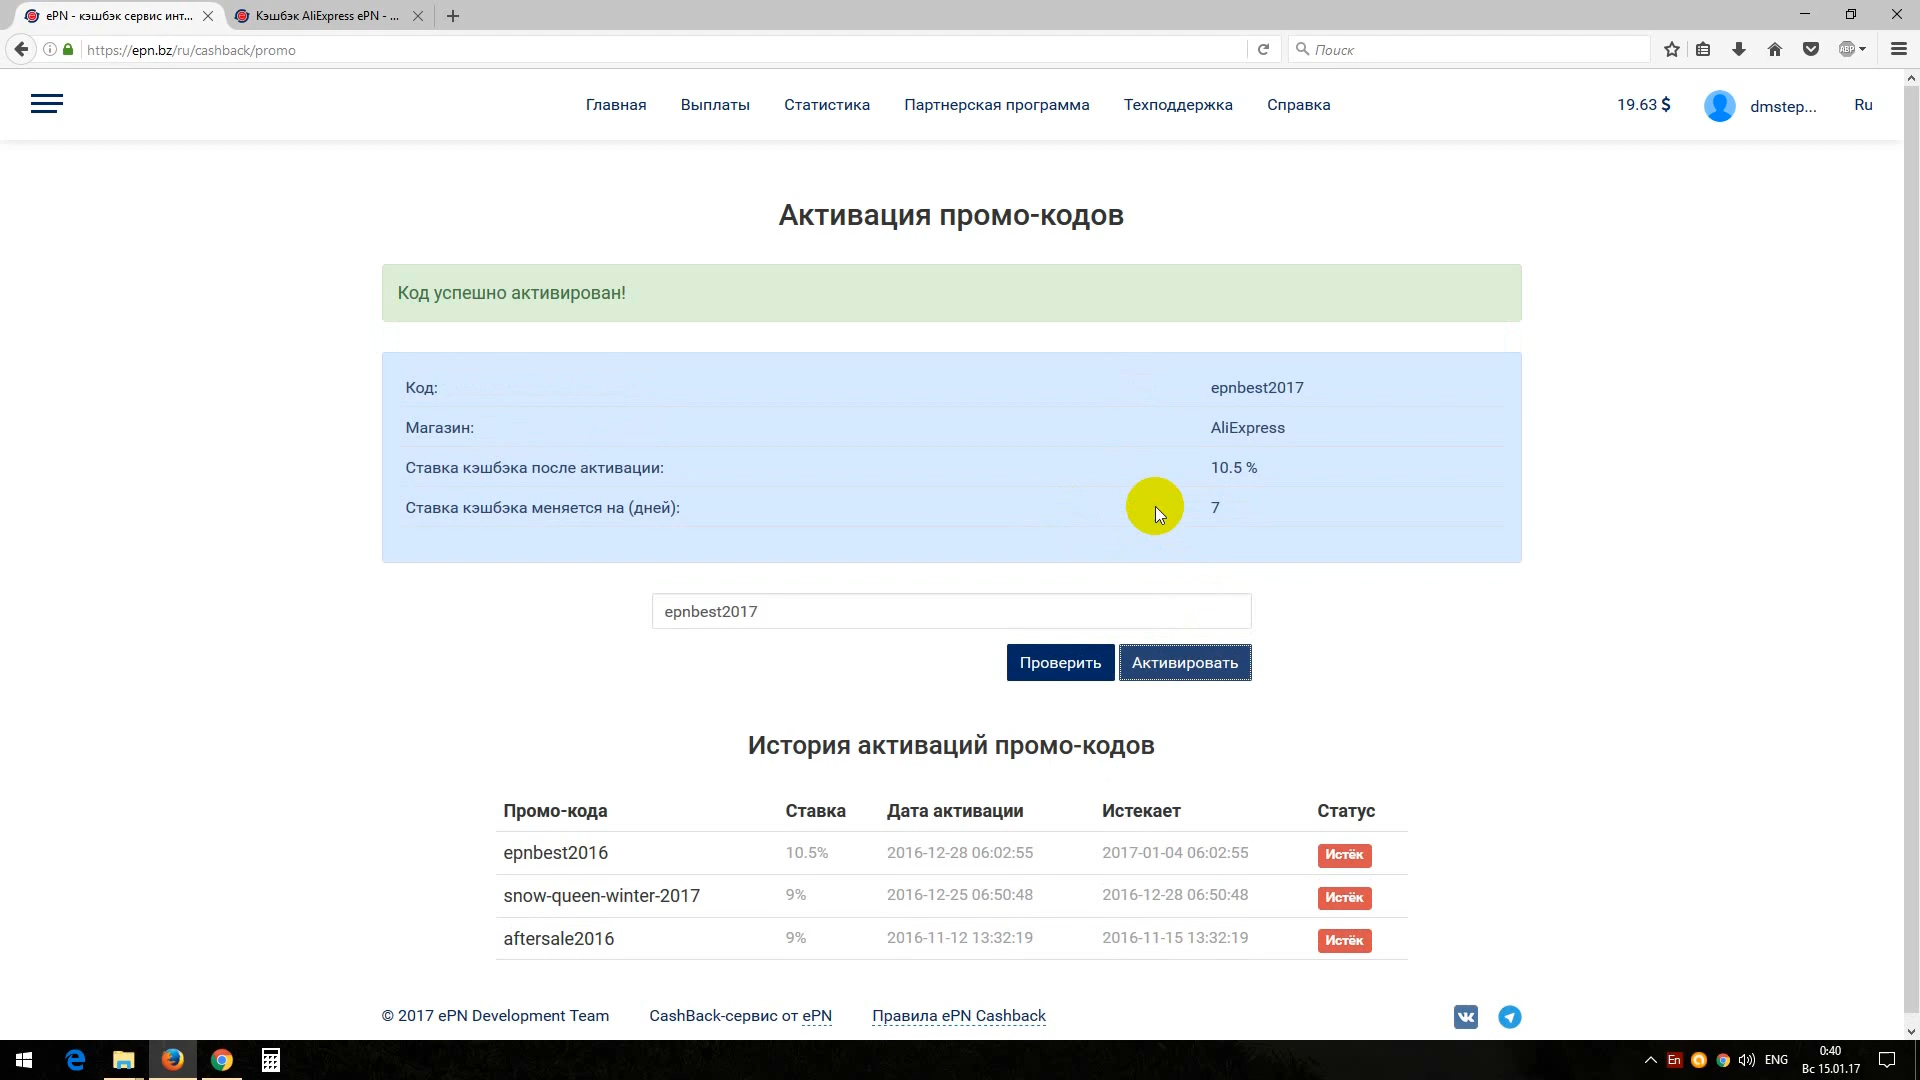 ePN - кэшбэк сервис инт...
Кэшбэк AliExpress ePN - ...
https://epn.bz/ru/cashback/promo
Поиск
ABP
Главная Выплаты Статистика Партнерская программа Техподдержка Справка 19.63 $ dmstep... Ru
Активация промо-кодов
Код успешно активирован!
Код: epnbest2017
Магазин: AliExpress
Ставка кэшбэка после активации: 10.5 %
Ставка кэшбэка меняется на (дней): 7
epnbest2017
Проверить Активировать
История активаций промо-кодов
Промо-кода Ставка Дата активации Истекает Статус
epnbest2016 10.5% 2016-12-28 06:02:55 2017-01-04 06:02:55 Истёк
snow-queen-winter-2017 9% 2016-12-25 06:50:48 2016-12-28 06:50:48 Истёк
aftersale2016 9% 2016-11-12 13:32:19 2016-11-15 13:32:19 Истёк
© 2017 ePN Development Team CashBack-сервис от ePN Правила ePN Cashback
En ENG 0:40
Вс 15.01.17